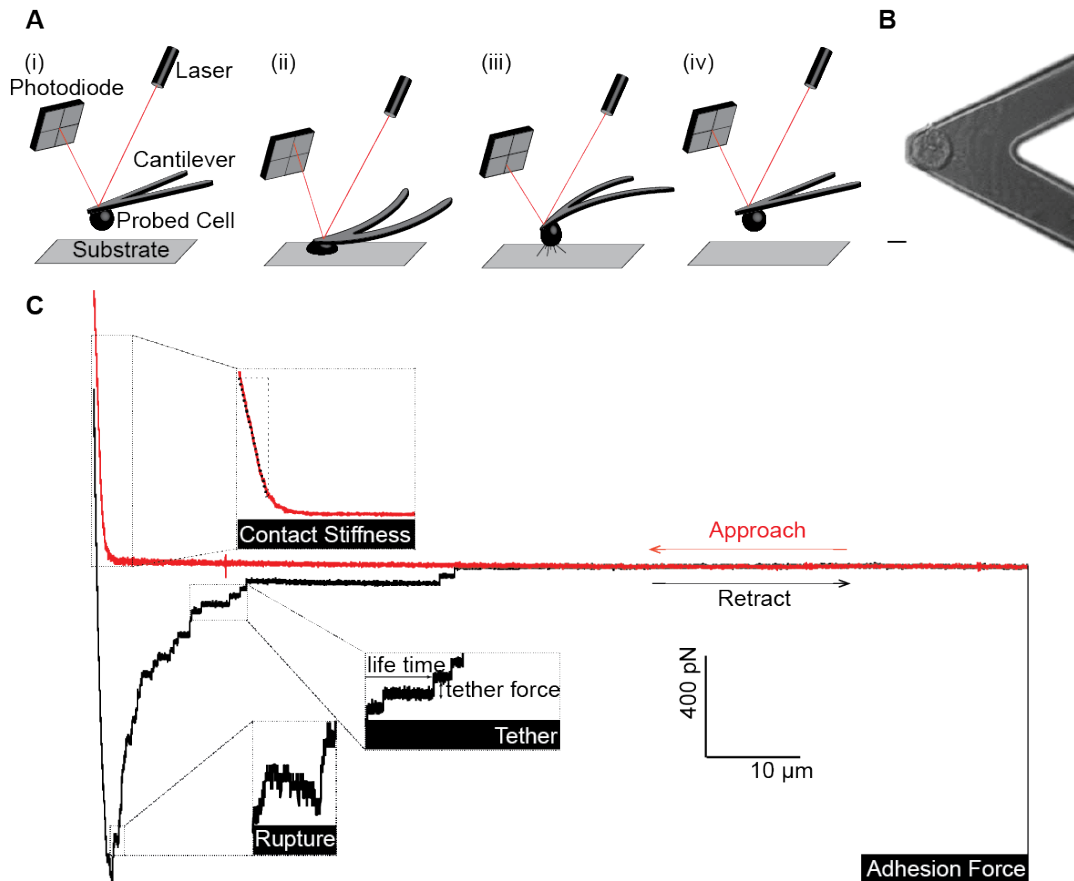 A
B
(i)
(ii)
(iii)
(iv)
Laser
Photodiode
Cantilever
Probed Cell
Substrate
C
Contact Stiffness
Approach
Retract
life time
tether force
Tether
400 pN
10 µm
Rupture
Adhesion Force